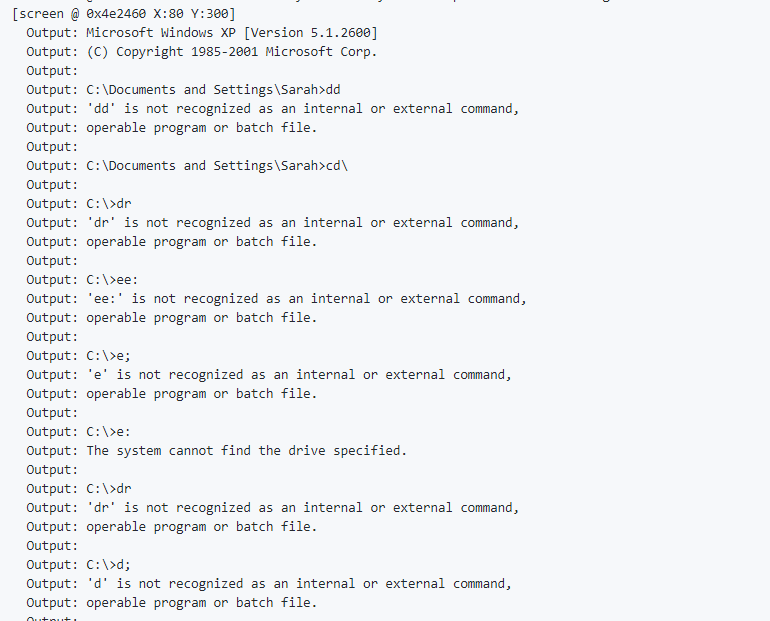 [screen @ 0x4e2460 X:80 Y:300]
Output: Microsoft Windows XP [Version 5.1.2600]
Output: (C) Copyright 1985-2001 Microsoft Corp.
Output:
Output: C:\Documents and Settings\Sarah>dd
Output: 'dd' is not recognized as an internal or external command,
Output: operable program or batch file.
Output:
Output: C:\Documents and Settings\Sarah>cd\
Output:
Output: C:\>dr
Output: 'dr' is not recognized as an internal or external command,
Output: operable program or batch file.
Output:
Output: C:\>ee:
Output: 'ee:' is not recognized as an internal or external command,
Output: operable program or batch file.
Output:
Output: C:\>e;
Output: 'e' is not recognized as an internal or external command,
Output: operable program or batch file.
Output:
Output: C:\>e:
Output: The system cannot find the drive specified.
Output:
Output: C:\>dr
Output: 'dr' is not recognized as an internal or external command,
Output: operable program or batch file.
Output:
Output: C:\>d;
Output: 'd' is not recognized as an internal or external command,
Output: operable program or batch file.
Output: